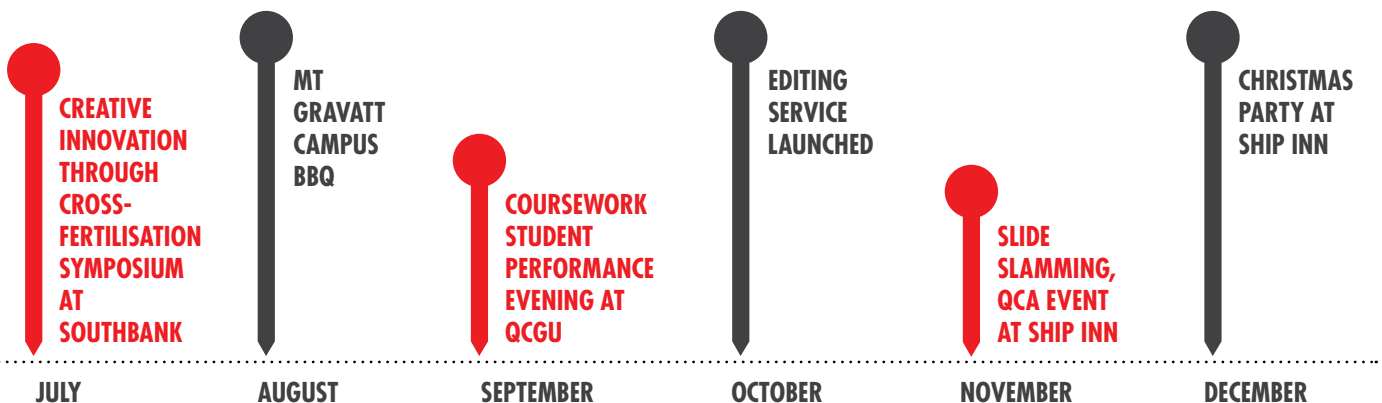 CREATIVE
INNOVATION
THROUGH
CROSS-
FERTILISATION
SYMPOSIUM
AT
SOUTHBANK
MT
GRAVATT
CAMPUS
BBQ
COURSEWORK
STUDENT
PERFORMANCE
EVENING AT
QCGU
EDITING
SERVICE
LAUNCHED
SLIDE
SLAMMING,
QCA EVENT
AT SHIP INN
CHRISTMAS
PARTY AT
SHIP INN
JULY
AUGUST
SEPTEMBER
OCTOBER
NOVEMBER
DECEMBER